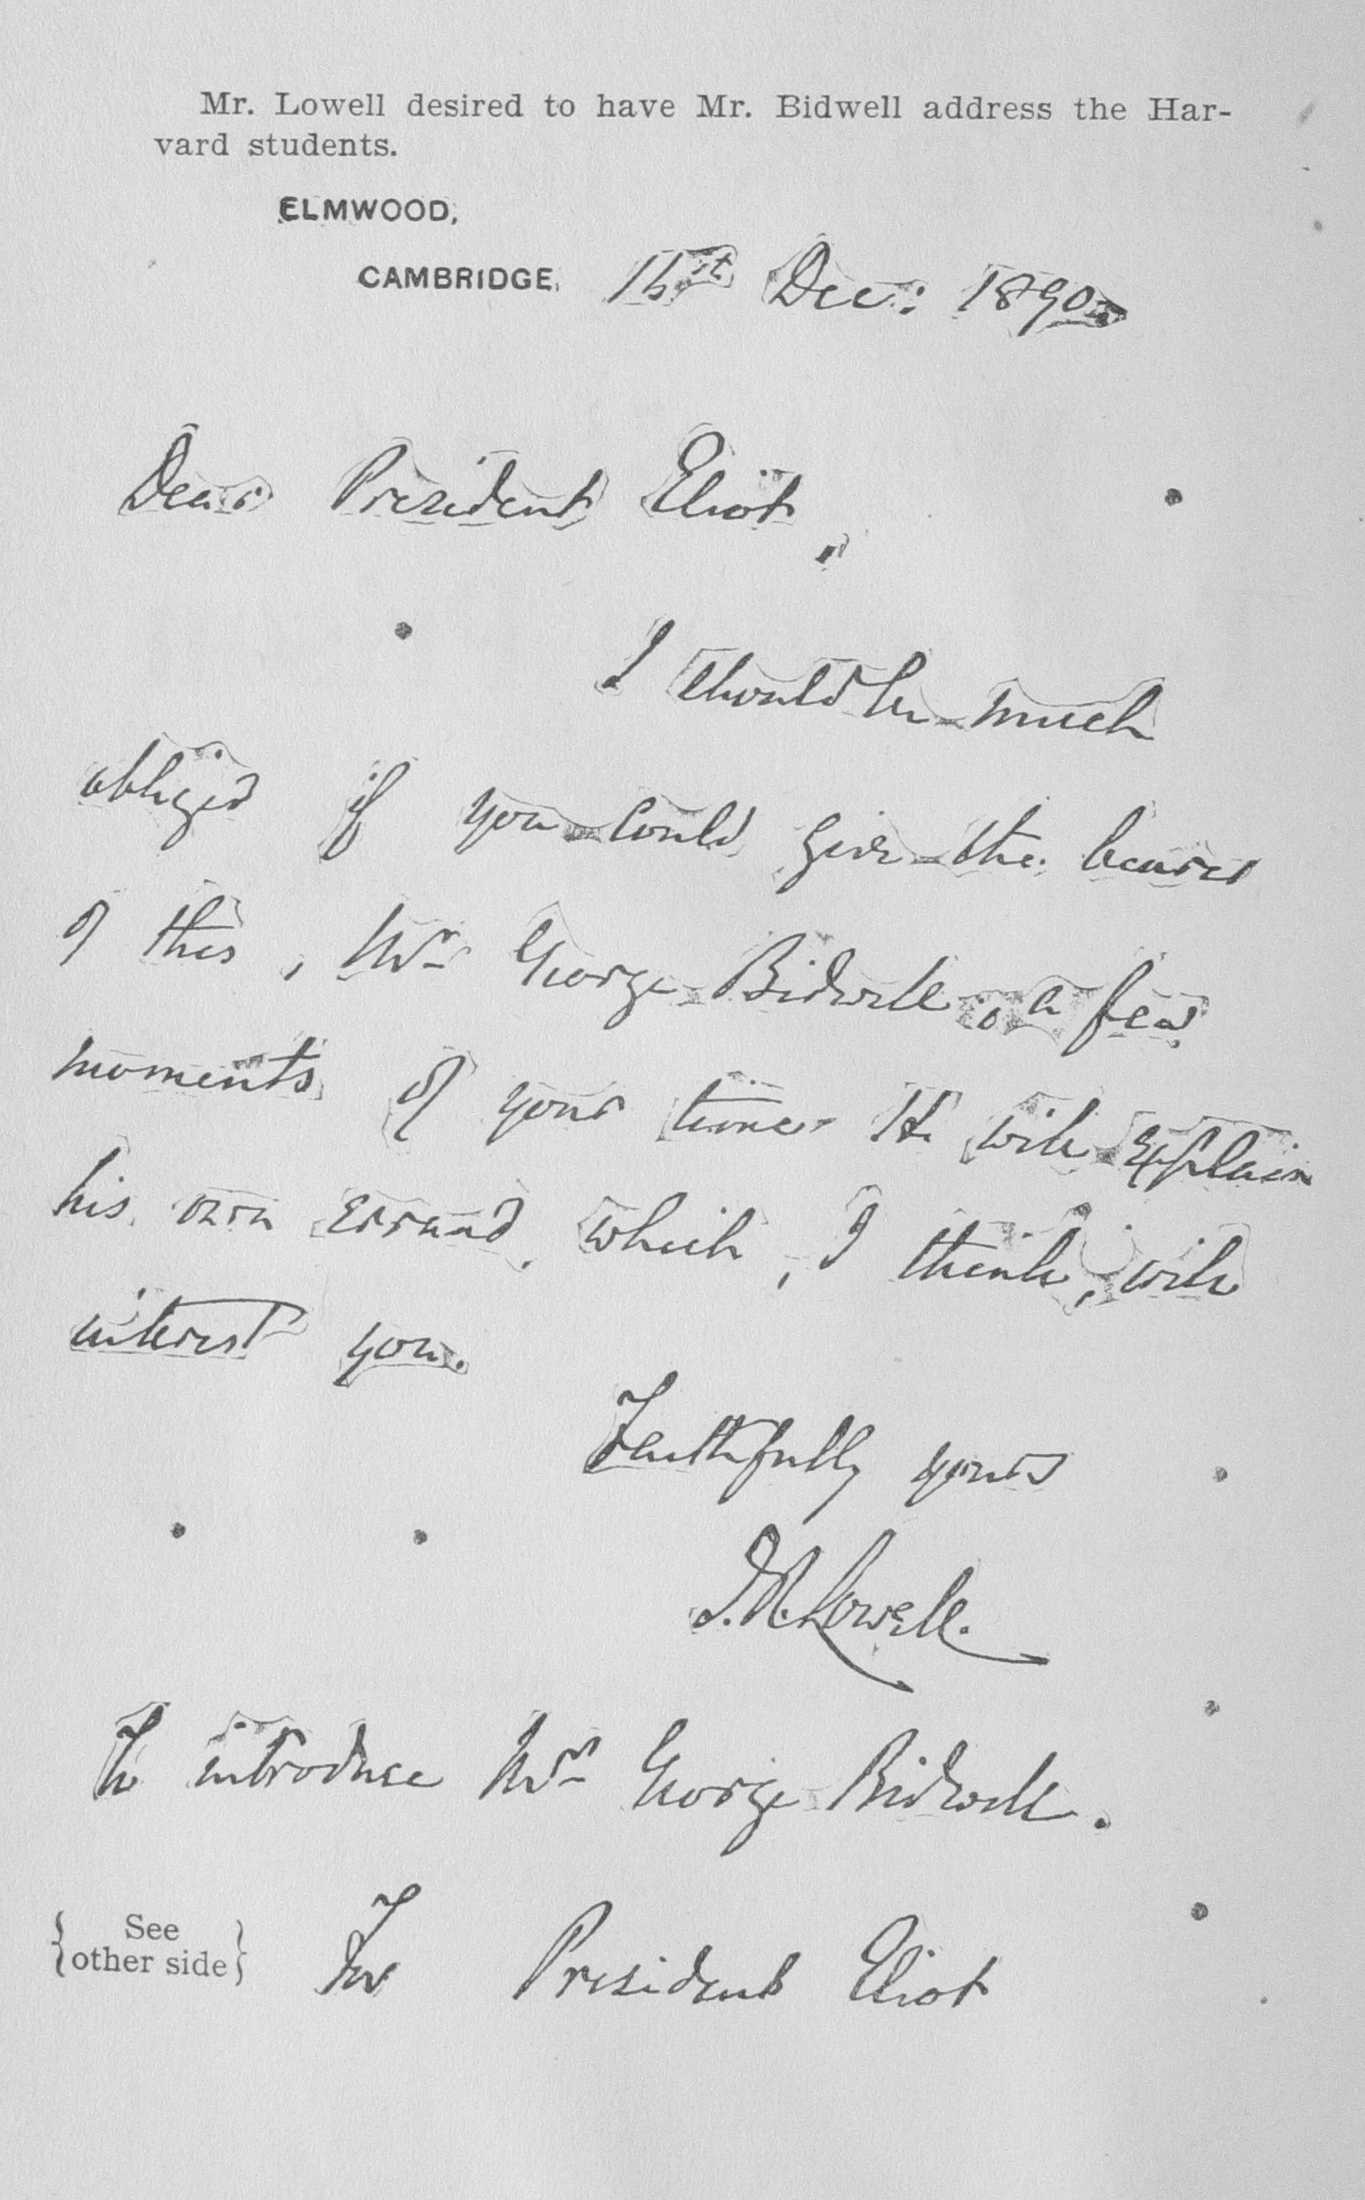 Mr. Lowell desired to have Mr. Bidwell address the Har-
vard students.
ELMWOOD,
CAMBRIDGE, Dec: 1890.
Dear President Eliot,
I should be much
obliged if you could give the bearer
of this, Mr George Bidwell, a few
moments of your time. He will explain
his own errand, which, I think, will
interest you.
Faithfully yours
J. R. Lowell.
To introduce Mr George Bidwell.
{See
other side}
For President Eliot